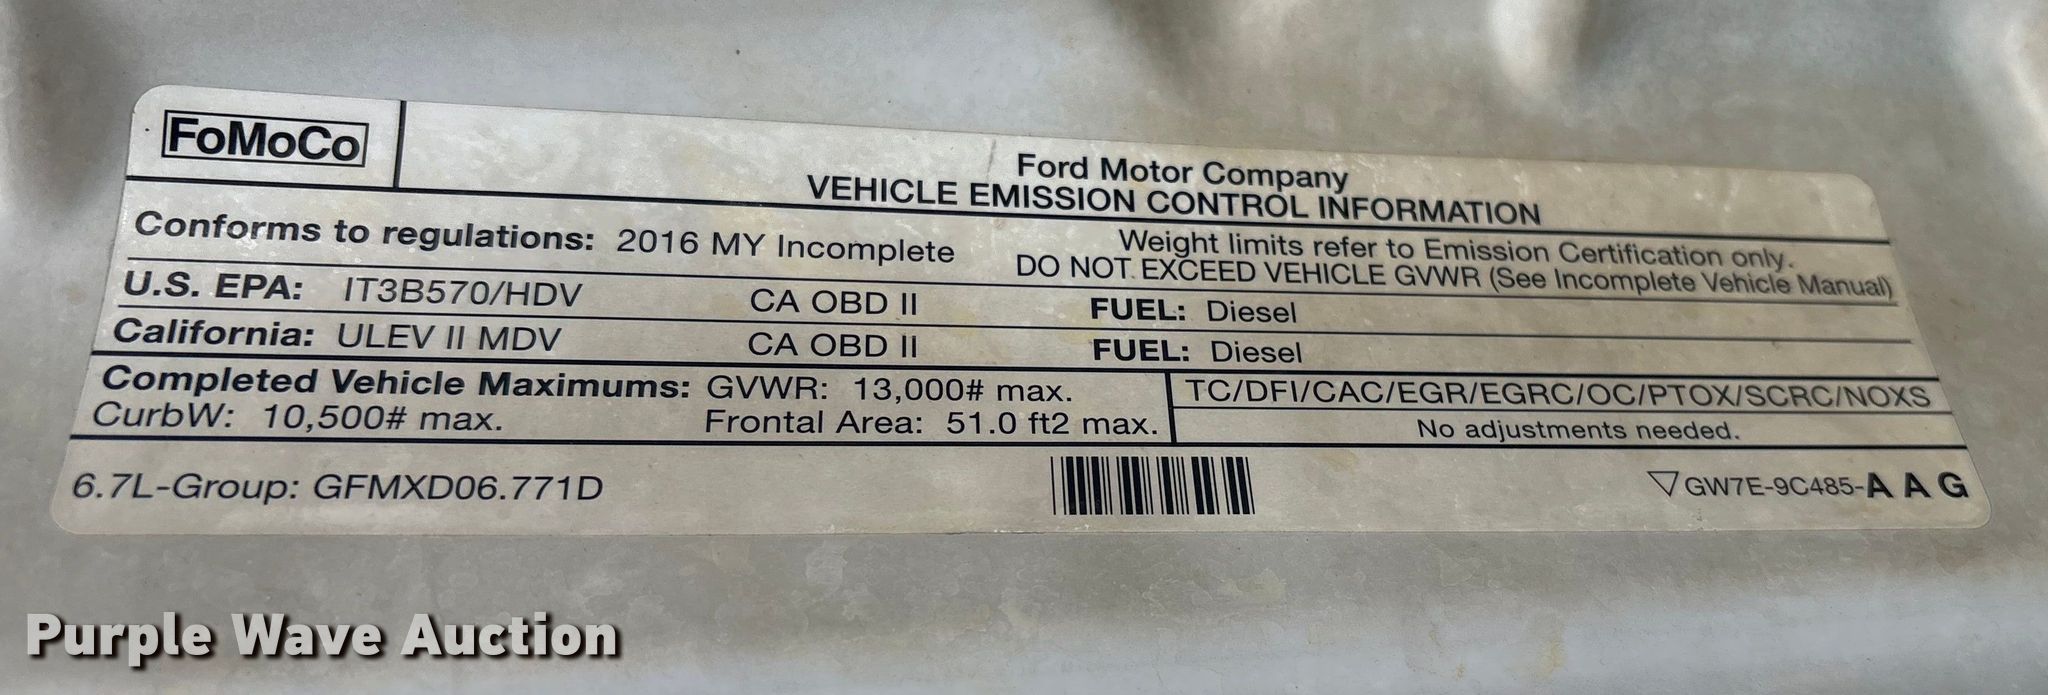 FoMoCo
Ford Motor Company
VEHICLE EMISSION CONTROL INFORMATION
Conforms to regulations: 2016 MY Incomplete
Weight limits refer to Emission Certification only.
DO NOT EXCEED VEHICLE GVWR (See Incomplete Vehicle Manual)
U.S. EPA: IT3B570/HDV CA OBD II FUEL: Diesel
California: ULEV II MDV CA OBD II FUEL: Diesel
Completed Vehicle Maximums: GVWR: 13,000# max.
CurbW: 10,500# max. Frontal Area: 51.0 ft2 max.
TC/DFI/CAC/EGR/EGRC/OC/PTOX/SCRC/NOXS
No adjustments needed.
6.7L-Group: GFMXD06.771D
GW7E-9C485-A A G
Purple Wave Auction